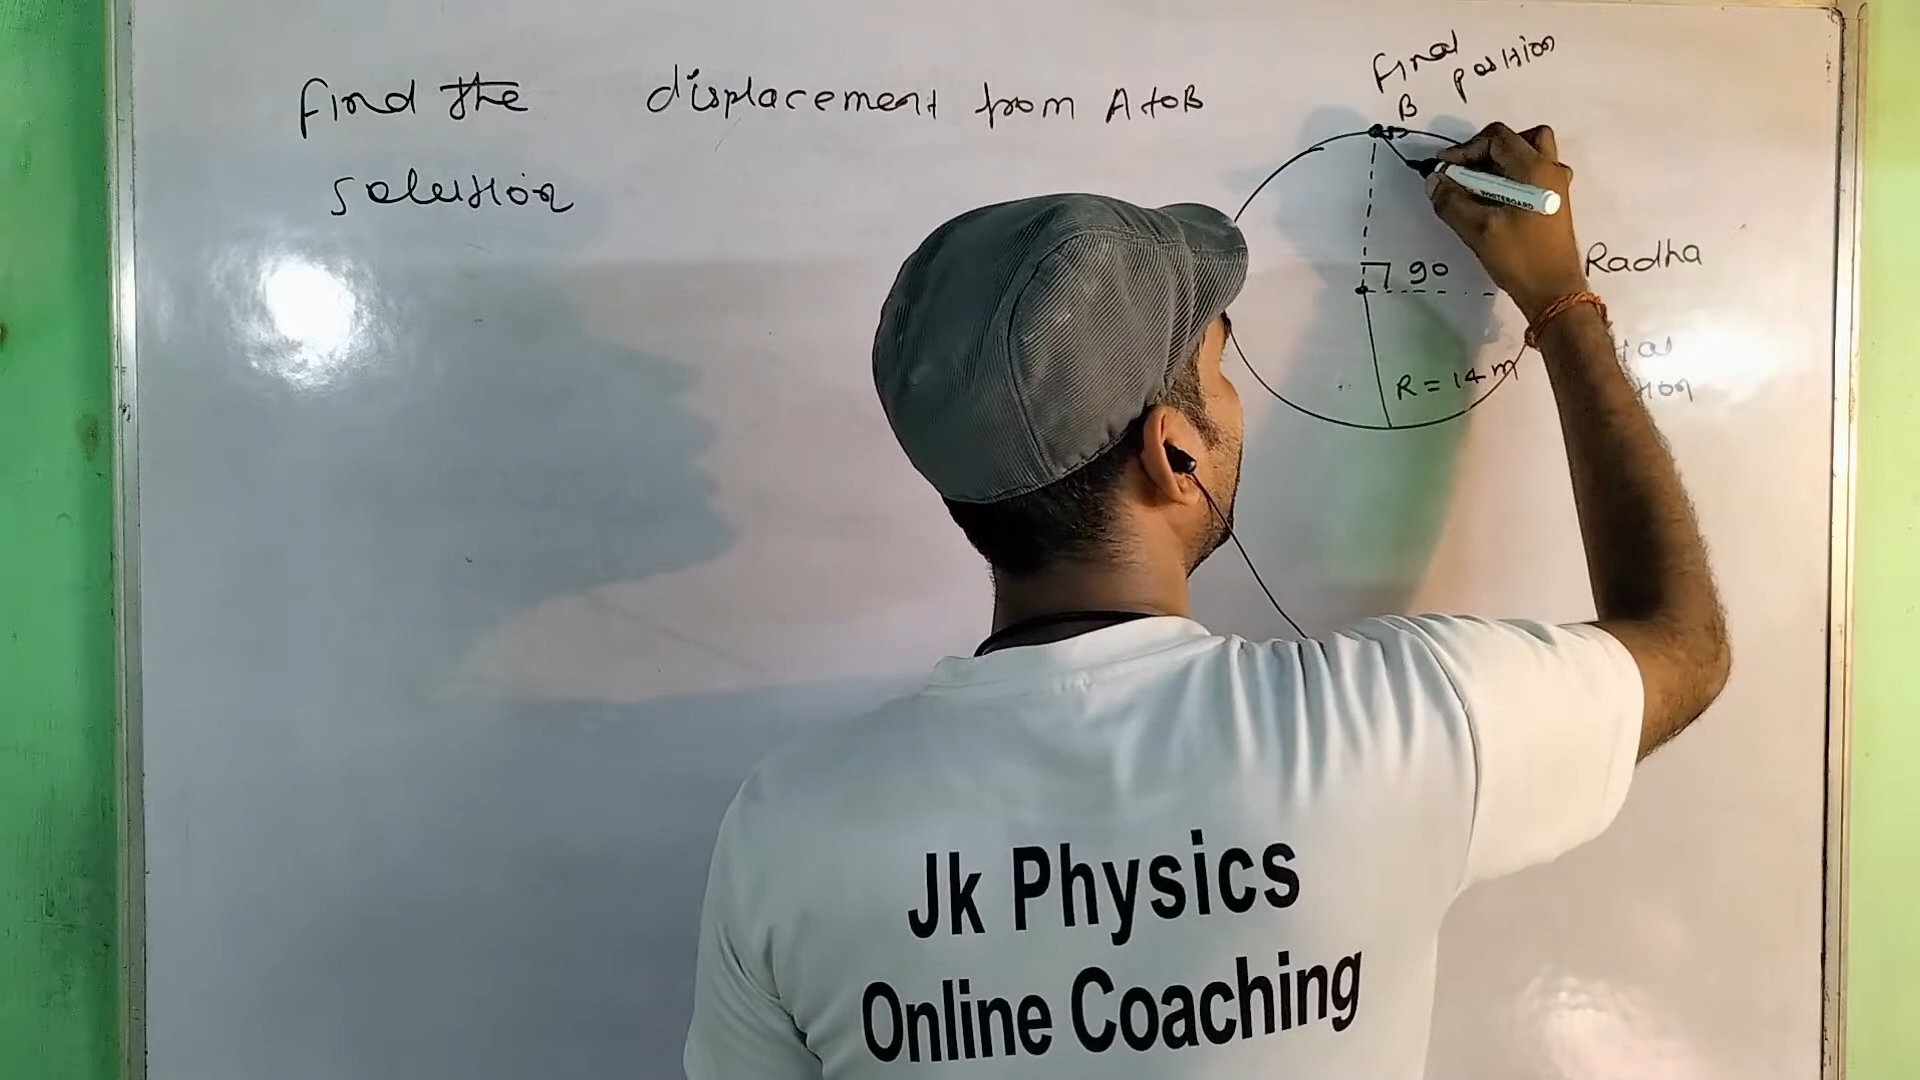 Find the displacement from A to B
solution
Final
position
B
90
Radha
R = 14 m
Jk Physics
Online Coaching